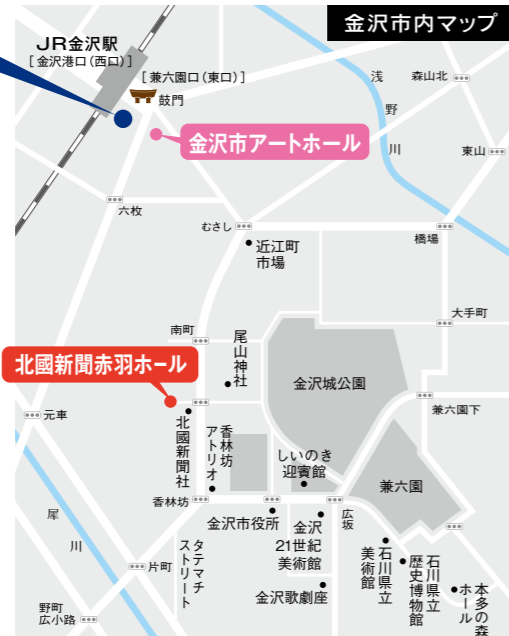 金沢市内マップ
JR金沢駅
[金沢港口(西口)]
[兼六園口(東口)]
鼓門
金沢市アートホール
浅野川
森山北
東山
六枚
むさし
近江町
市場
橋場
大手町
南町
尾山神社
金沢城公園
北國新聞赤羽ホール
元車
北國新聞社
香林坊
アトリオ
しいのき
迎賓館
兼六園下
兼六園
香林坊
金沢市役所
金沢
21世紀
美術館
広坂
犀川
片町
タテマチ
ストリート
金沢歌劇座
石川県立
美術館
石川県立
歴史博物館
本多の森
ホール
野町
広小路